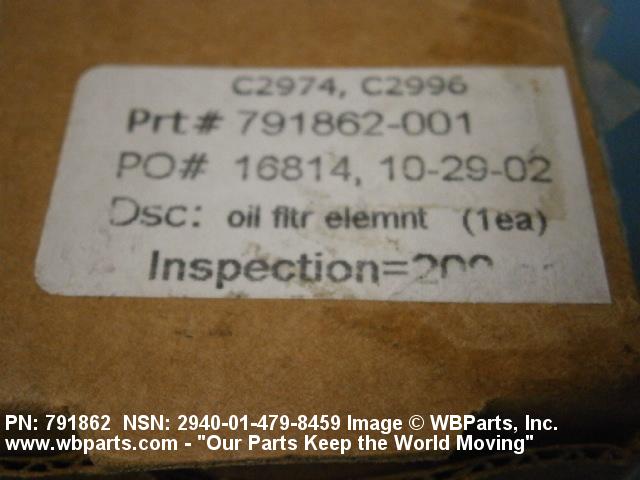 C2974, C2996
Prt# 791862-001
PO# 16814, 10-29-02
Dsc: oil fltr elemnt (1ea)
PN: 791862 NSN: 2940-01-479-8459 Image © WBParts, Inc.
www.wbparts.com - "Our Parts Keep the World Moving"